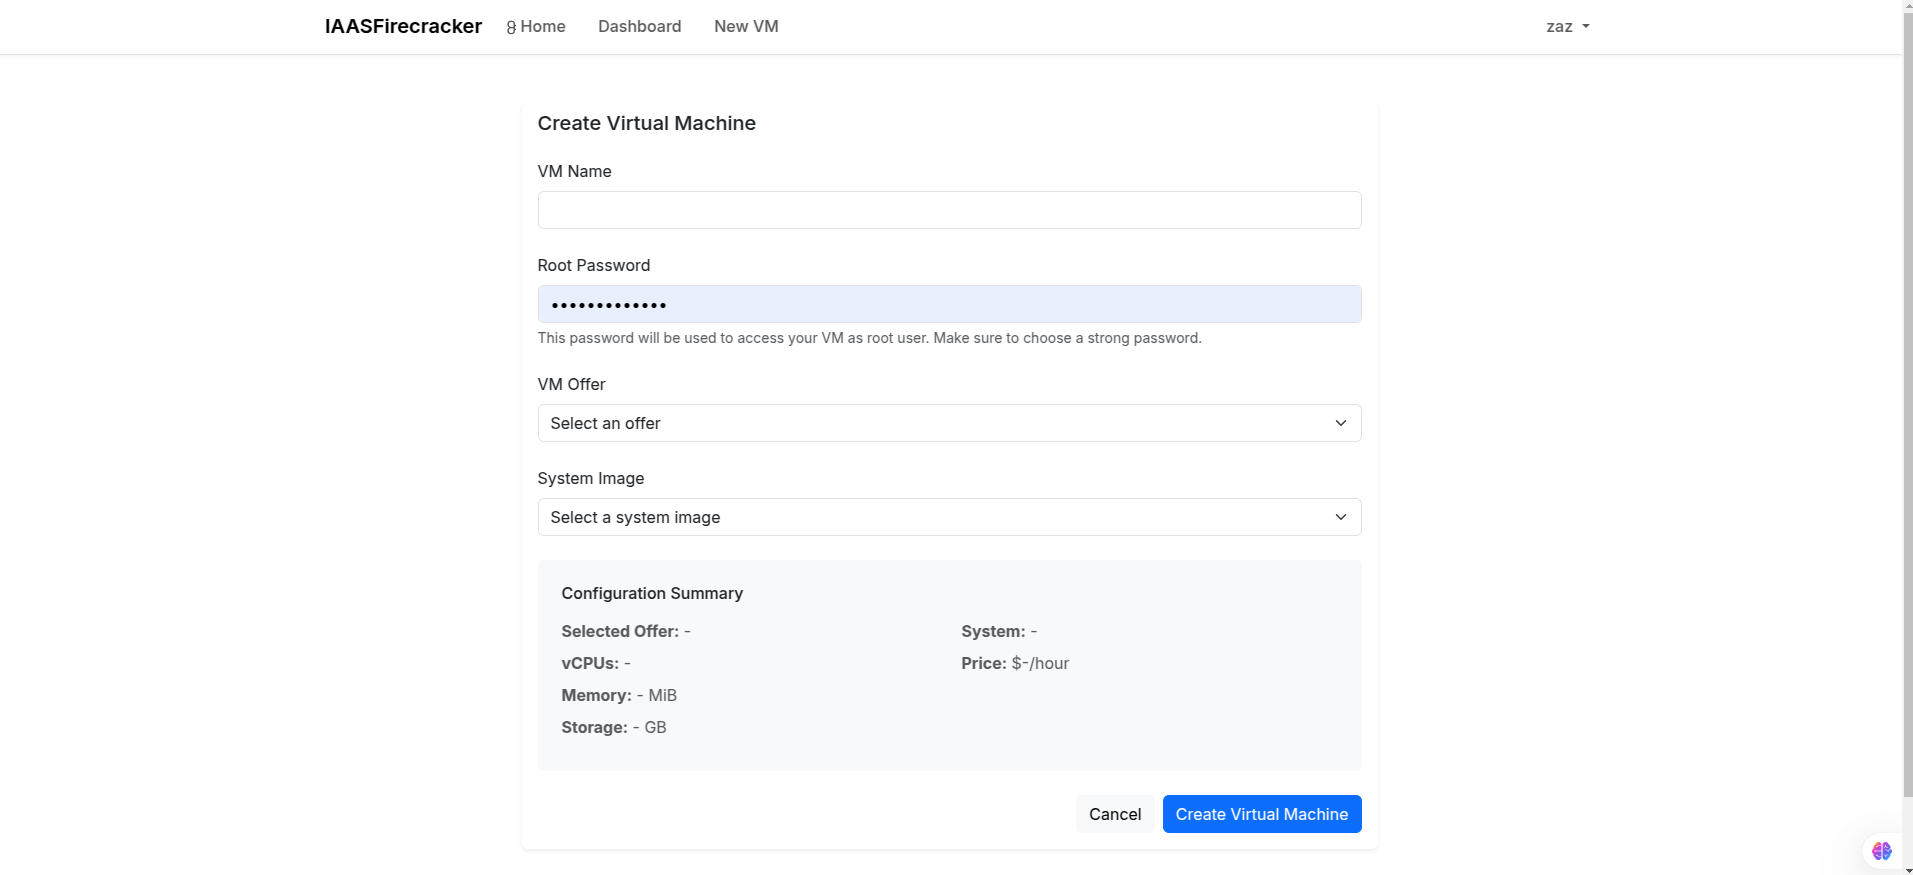 IAASFirecracker Home Dashboard New VM zaz
Create Virtual Machine
VM Name
Root Password
•••••••••••••
This password will be used to access your VM as root user. Make sure to choose a strong password.
VM Offer
Select an offer
System Image
Select a system image
Configuration Summary
Selected Offer: -
vCPUs: -
Memory: - MiB
Storage: - GB
System: -
Price: $-/hour
Cancel Create Virtual Machine